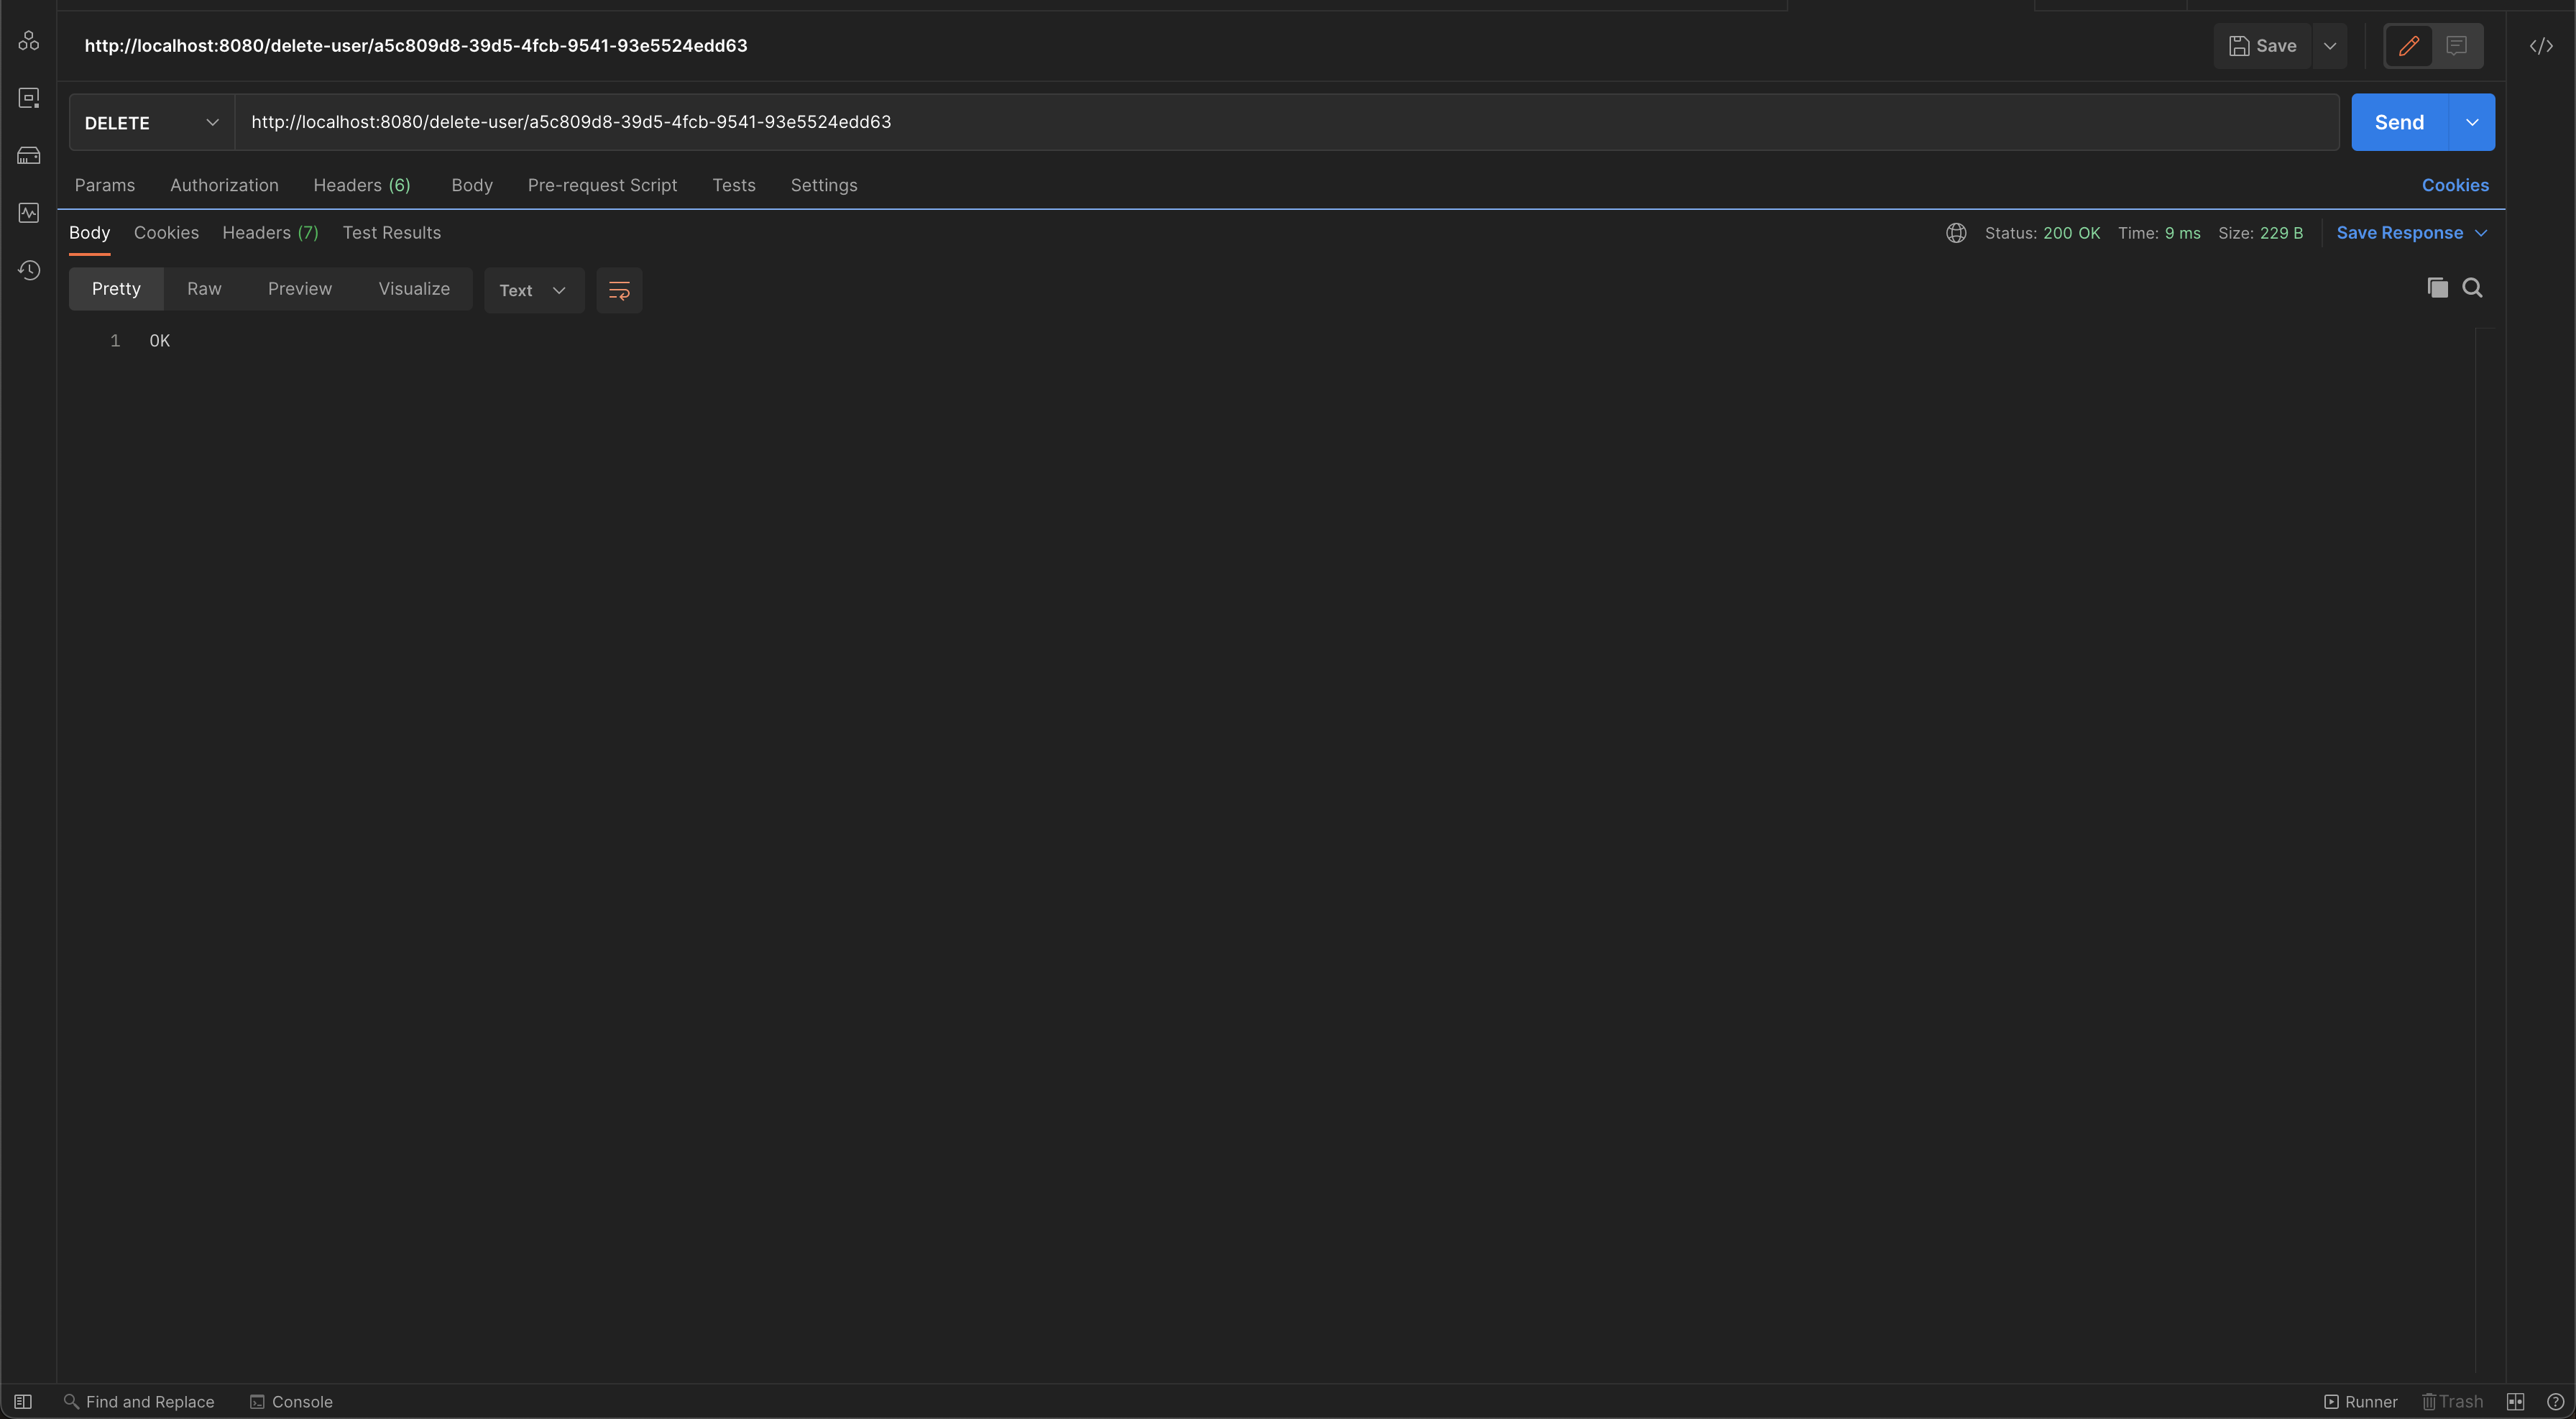 http://localhost:8080/delete-user/a5c809d8-39d5-4fcb-9541-93e5524edd63
Save
DELETE
http://localhost:8080/delete-user/a5c809d8-39d5-4fcb-9541-93e5524edd63
Send
Params Authorization Headers (6) Body Pre-request Script Tests Settings Cookies
Body Cookies Headers (7) Test Results Status: 200 OK Time: 9 ms Size: 229 B Save Response
Pretty Raw Preview Visualize Text
1 OK
Find and Replace Console Runner Trash